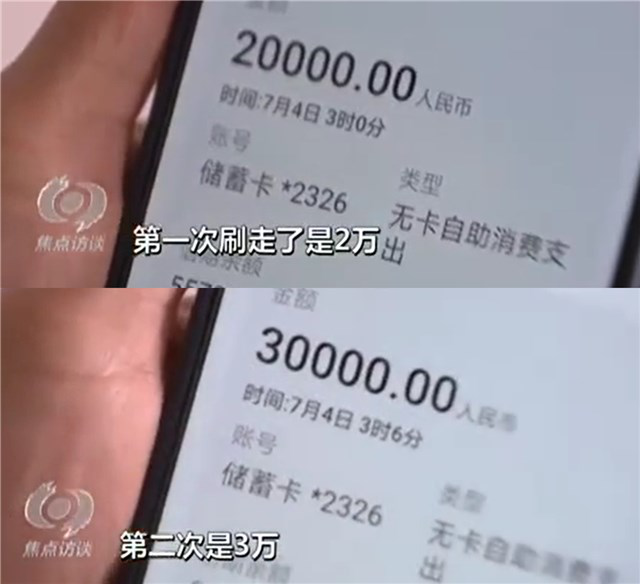 金额
20000.00人民币
时间:7月4日 3时0分
账号
类型
储蓄卡 *2326
无卡自助消费支
出
焦点访谈
第一次刷走了是2万
金额
30000.00人民币
时间:7月4日 3时6分
账号
类型
储蓄卡 *2326
无卡自助消费支
出
焦点访谈
第二次是3万